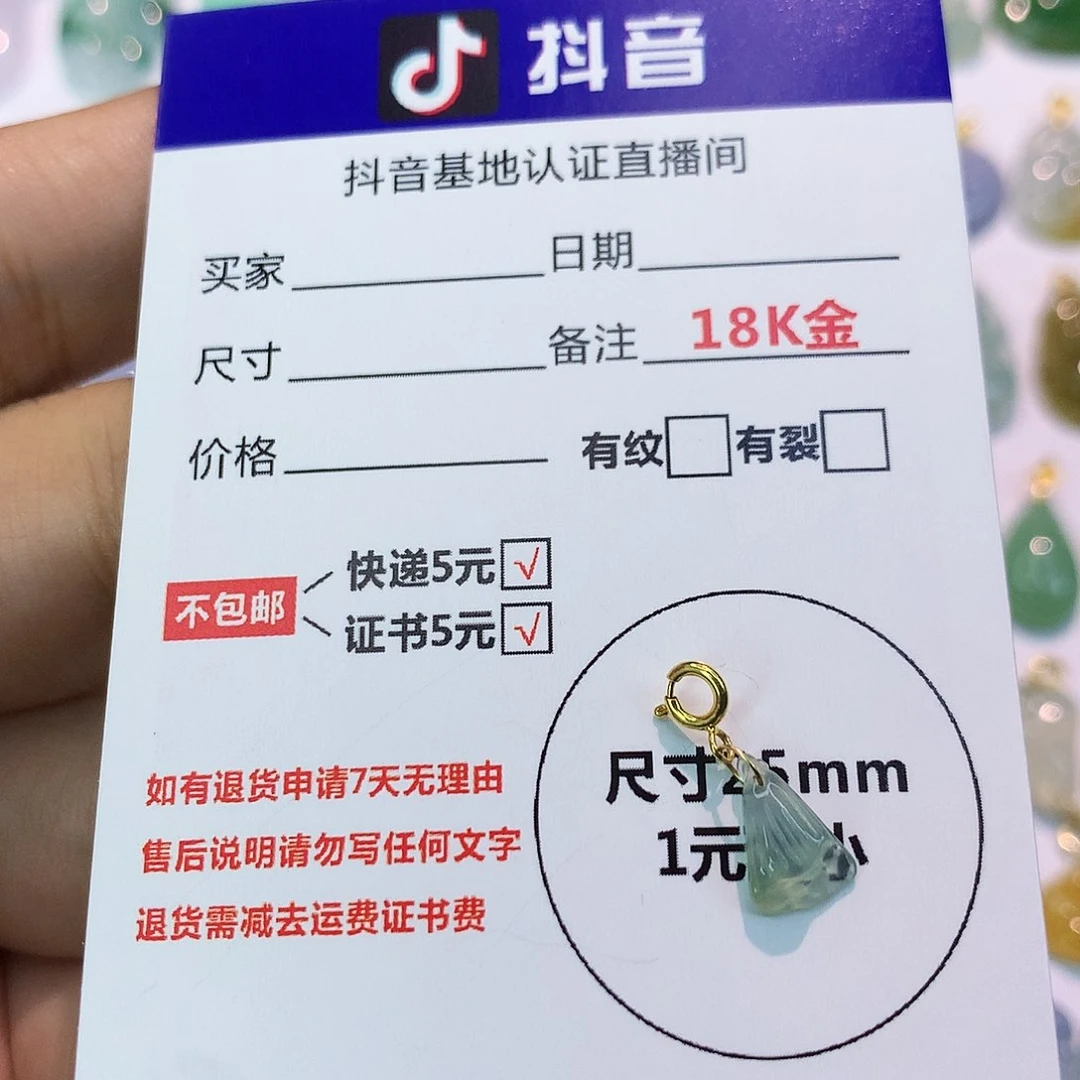 抖音
抖音基地认证直播间
买家 日期
尺寸 备注 18K金
价格 有纹 有裂
不包邮
快递5元 √
证书5元 √
如有退货申请7天无理由
售后说明请勿写任何文字
退货需减去运费证书费
尺寸25mm
1元 小